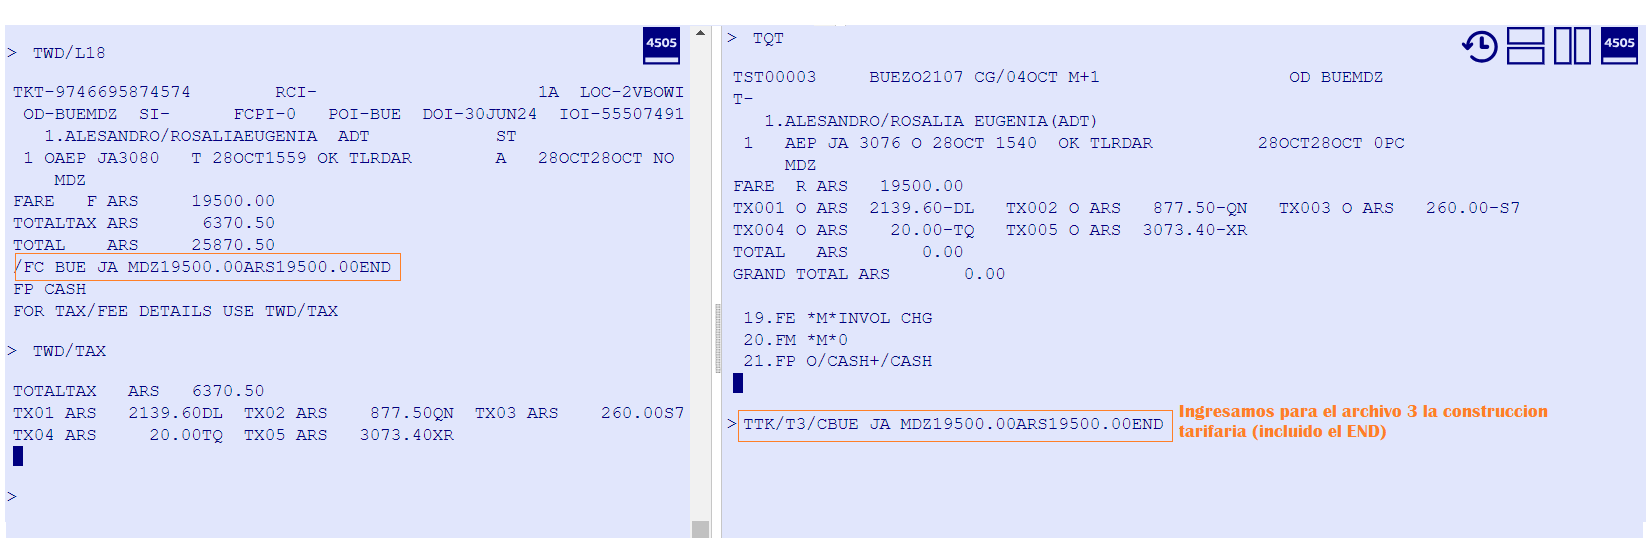 > TWD/L18
4505
TKT-9746695874574 RCI- 1A LOC-2VBOWI
OD-BUEMDZ SI- FCPI-0 POI-BUE DOI-30JUN24 IOI-55507491
1.ALESANDRO/ROSALIAEUGENIA ADT ST
1 OAEP JA3080 T 28OCT1559 OK TLRDAR A 28OCT28OCT NO
MDZ
FARE F ARS 19500.00
TOTALTAX ARS 6370.50
TOTAL ARS 25870.50
/FC BUE JA MDZ19500.00ARS19500.00END
FP CASH
FOR TAX/FEE DETAILS USE TWD/TAX
> TWD/TAX
TOTALTAX ARS 6370.50
TX01 ARS 2139.60DL TX02 ARS 877.50QN TX03 ARS 260.00S7
TX04 ARS 20.00TQ TX05 ARS 3073.40XR
>
> TQT
4505
TST00003 BUEZO2107 CG/04OCT M+1 OD BUEMDZ
T-
1.ALESANDRO/ROSALIA EUGENIA(ADT)
1 AEP JA 3076 O 28OCT 1540 OK TLRDAR 28OCT28OCT 0PC
MDZ
FARE R ARS 19500.00
TX001 O ARS 2139.60-DL TX002 O ARS 877.50-QN TX003 O ARS 260.00-S7
TX004 O ARS 20.00-TQ TX005 O ARS 3073.40-XR
TOTAL ARS 0.00
GRAND TOTAL ARS 0.00
19.FE *M*INVOL CHG
20.FM *M*0
21.FP O/CASH+/CASH
>TTK/T3/CBUE JA MDZ19500.00ARS19500.00END
Ingresamos para el archivo 3 la construccion
tarifaria (incluido el END)